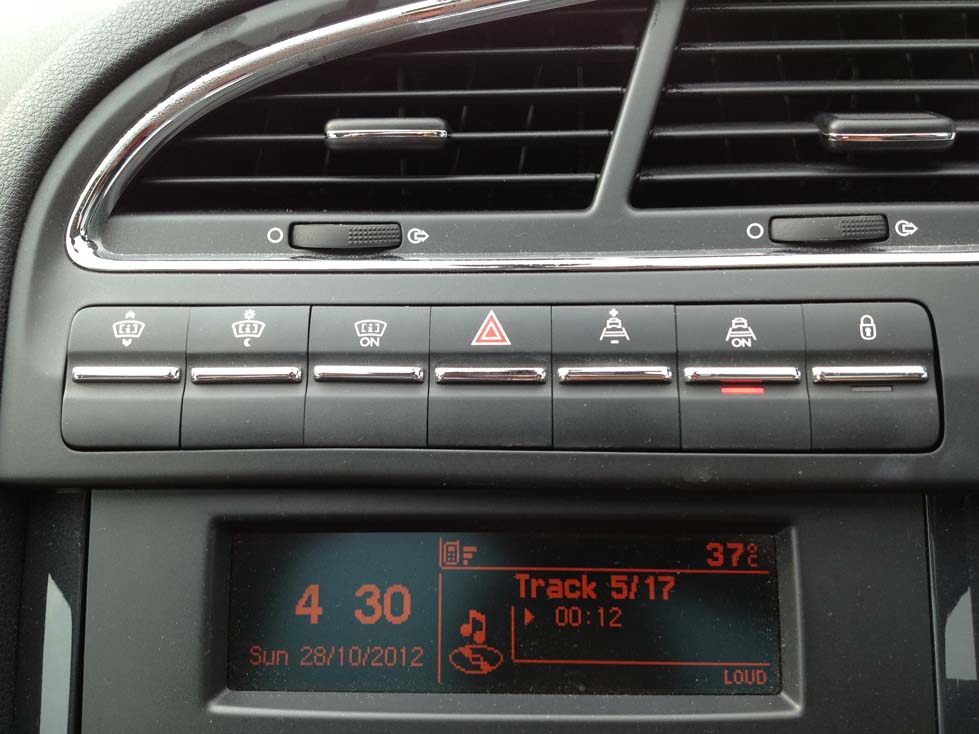 ON
ON
37°C
Track 5/17
00:12
4 30
Sun 28/10/2012
LOUD